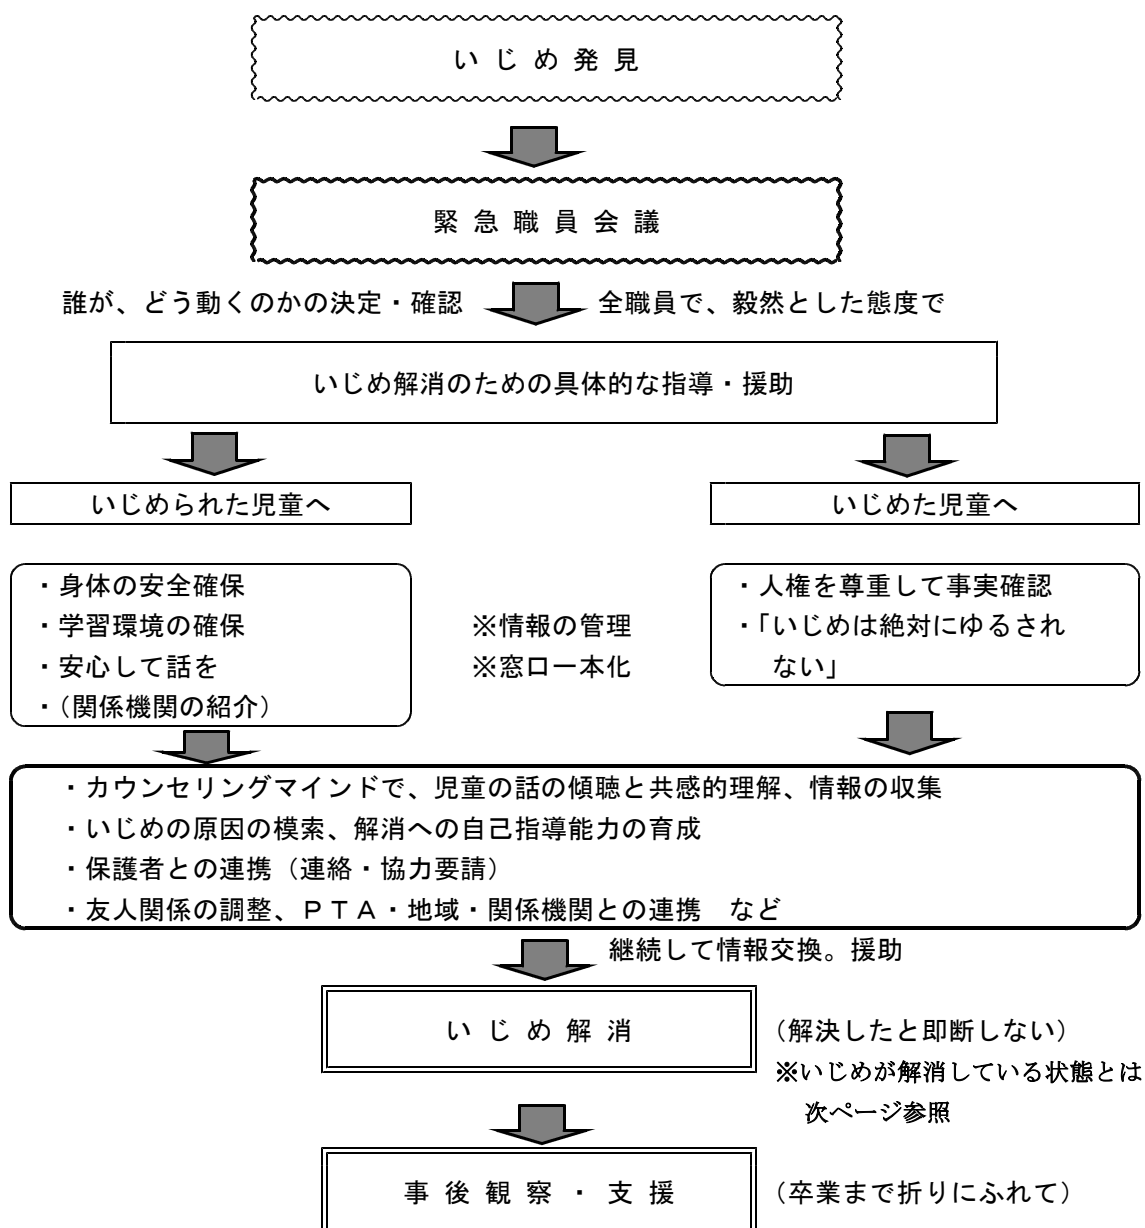 いじめ発見
緊急職員会議
誰が、どう動くのかの決定・確認
全職員で、毅然とした態度で
いじめ解消のための具体的な指導・援助
いじめられた児童へ
いじめた児童へ
・身体の安全確保
・学習環境の確保
・安心して話を
・(関係機関の紹介)
※情報の管理
※窓口一本化
・人権を尊重して事実確認
・「いじめは絶対にゆるされ
ない」
・カウンセリングマインドで、児童の話の傾聴と共感的理解、情報の収集
・いじめの原因の模索、解消への自己指導能力の育成
・保護者との連携(連絡・協力要請)
・友人関係の調整、PTA・地域・関係機関との連携 など
継続して情報交換。援助
いじめ解消
(解決したと即断しない)
※いじめが解消している状態とは
次ページ参照
事後観察・支援
(卒業まで折りにふれて)